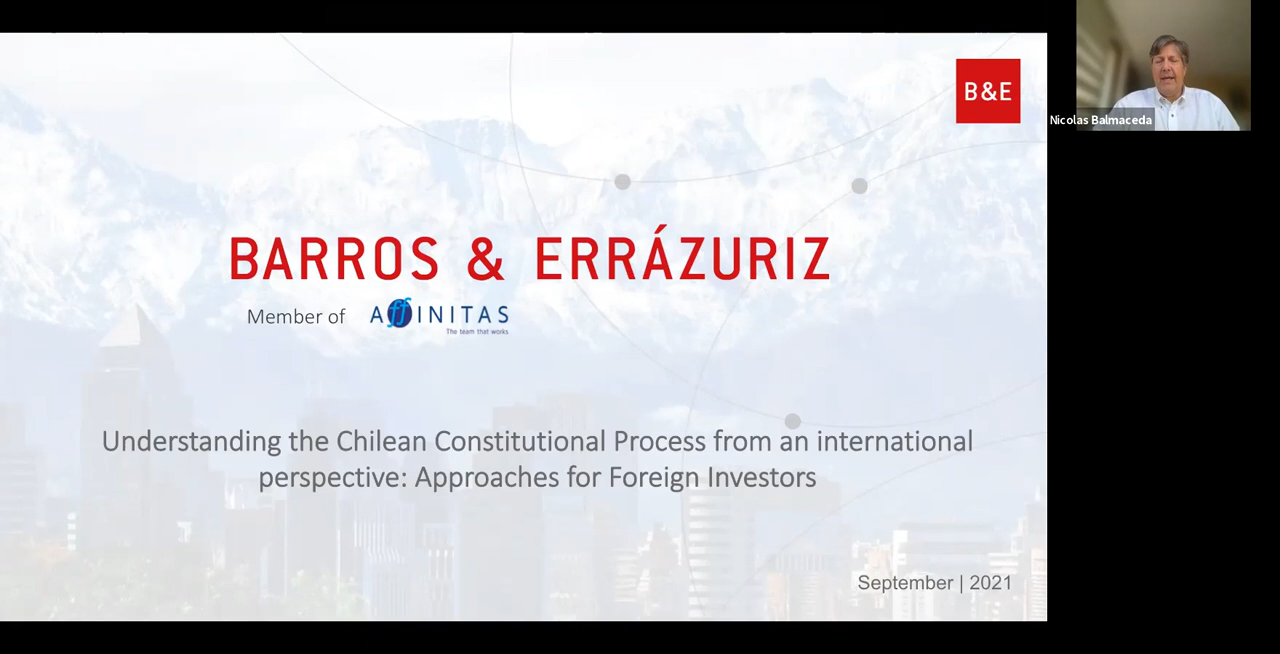 B&E
Nicolas Balmaceda
BARROS & ERRÁZURIZ
Member of AffINITAS
The team that works
Understanding the Chilean Constitutional Process from an international
perspective: Approaches for Foreign Investors
September | 2021